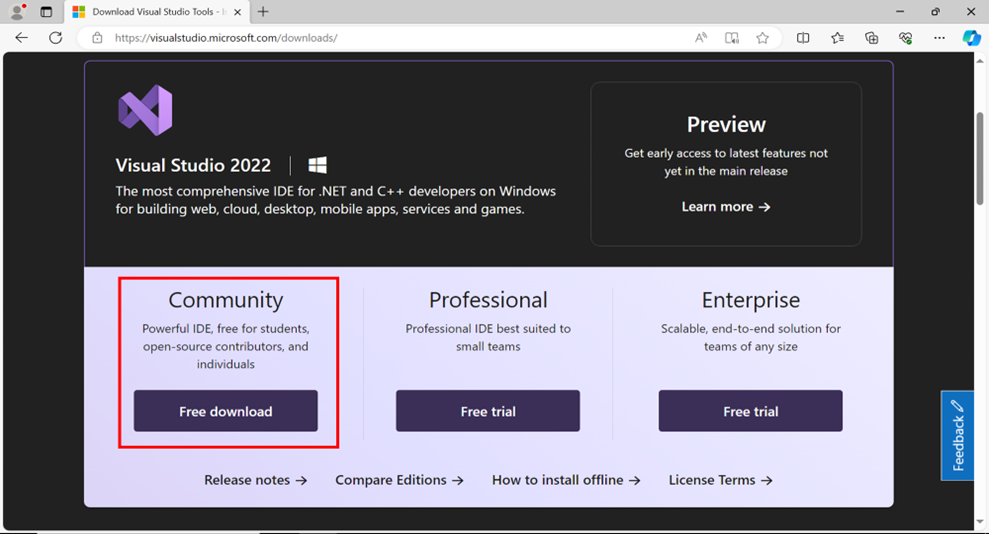 Download Visual Studio Tools - I
https://visualstudio.microsoft.com/downloads/
Visual Studio 2022
The most comprehensive IDE for .NET and C++ developers on Windows
for building web, cloud, desktop, mobile apps, services and games.
Preview
Get early access to latest features not
yet in the main release
Learn more →
Community
Powerful IDE, free for students,
open-source contributors, and
individuals
Free download
Professional
Professional IDE best suited to
small teams
Free trial
Enterprise
Scalable, end-to-end solution for
teams of any size
Free trial
Release notes →
Compare Editions →
How to install offline →
License Terms →
Feedback